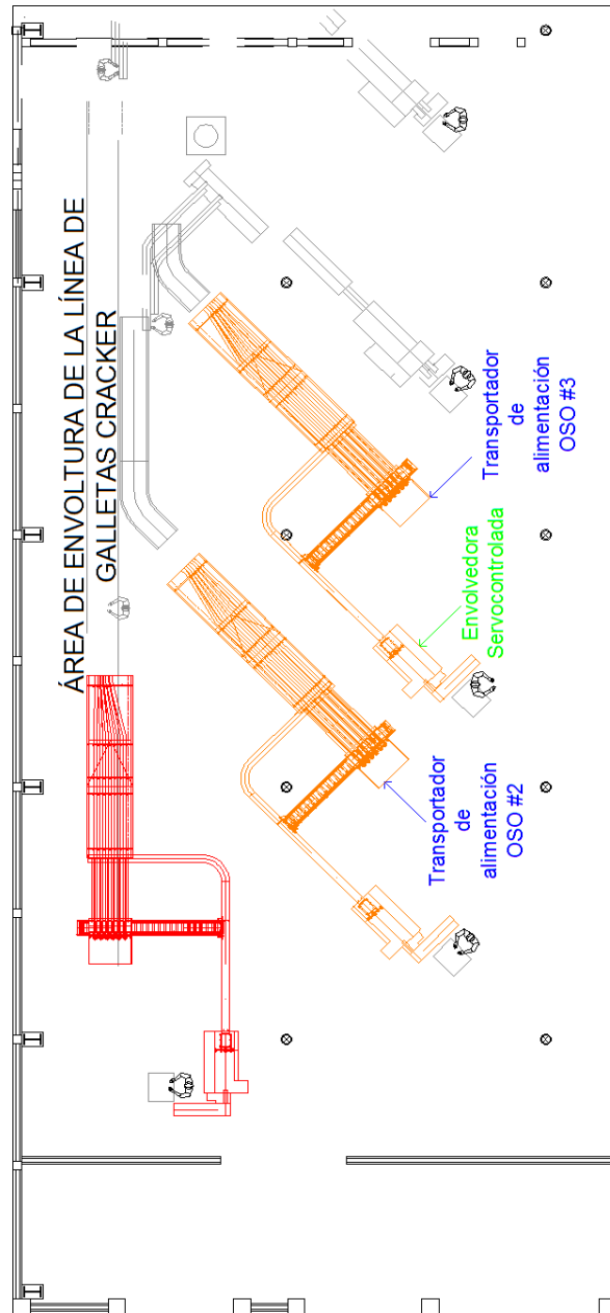 ÁREA DE ENVOLTURA DE LA LÍNEA DE
GALLETAS CRACKER
Transportador
de
alimentación
OSO #3
Envolvedora
Servocontrolada
Transportador
de
alimentación
OSO #2